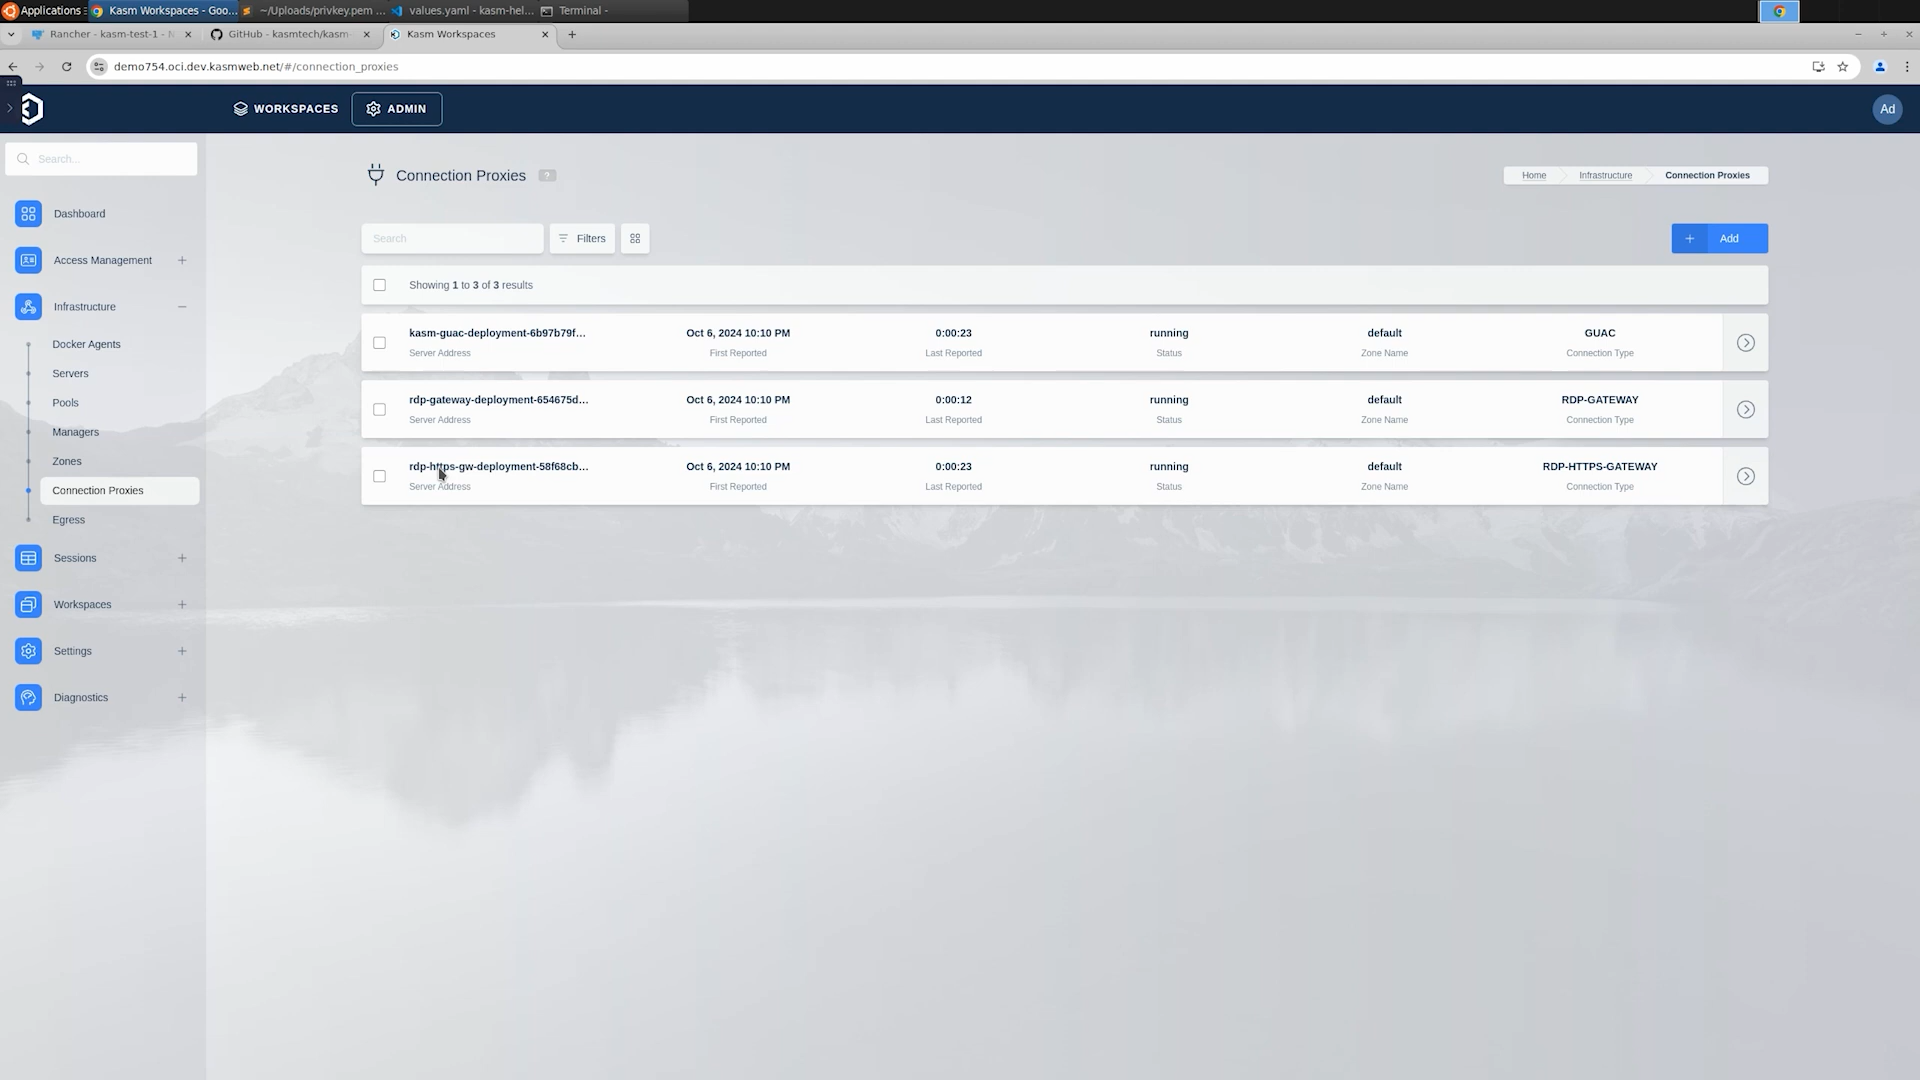 Applications
Kasm Workspaces - Goo...
~/Uploads/privkey.pem ...
values.yaml - kasm-hel...
Terminal -
Rancher - kasm-test-1 - N
GitHub - kasmtech/kasm-
Kasm Workspaces
demo754.oci.dev.kasmweb.net/#/connection_proxies
WORKSPACES
ADMIN
Ad
Search...
Dashboard
Access Management
Infrastructure
Docker Agents
Servers
Pools
Managers
Zones
Connection Proxies
Egress
Sessions
Workspaces
Settings
Diagnostics
Connection Proxies ?
Home Infrastructure Connection Proxies
Search
Filters
+ Add
Showing 1 to 3 of 3 results
kasm-guac-deployment-6b97b79f... Oct 6, 2024 10:10 PM 0:00:23 running default GUAC
Server Address First Reported Last Reported Status Zone Name Connection Type
rdp-gateway-deployment-654675d... Oct 6, 2024 10:10 PM 0:00:12 running default RDP-GATEWAY
Server Address First Reported Last Reported Status Zone Name Connection Type
rdp-https-gw-deployment-58f68cb... Oct 6, 2024 10:10 PM 0:00:23 running default RDP-HTTPS-GATEWAY
Server Address First Reported Last Reported Status Zone Name Connection Type